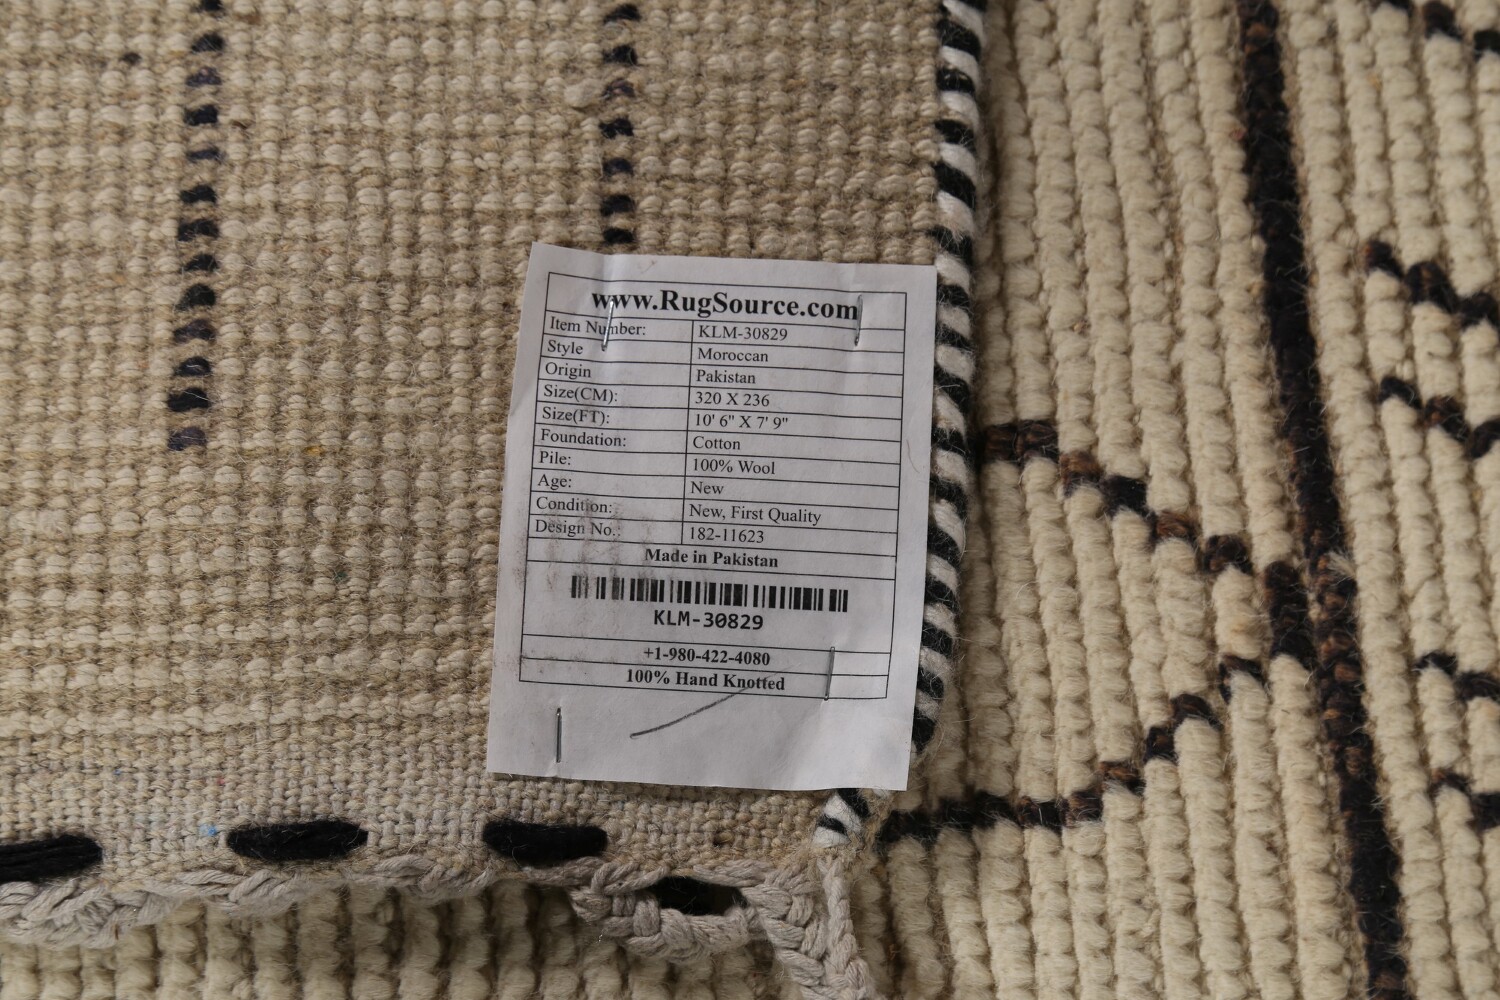 www.RugSource.com
Item Number: KLM-30829
Style Moroccan
Origin Pakistan
Size(CM): 320 X 236
Size(FT): 10' 6" X 7' 9"
Foundation: Cotton
Pile: 100% Wool
Age: New
Condition: New, First Quality
Design No.: 182-11623
Made in Pakistan
KLM-30829
+1-980-422-4080
100% Hand Knotted